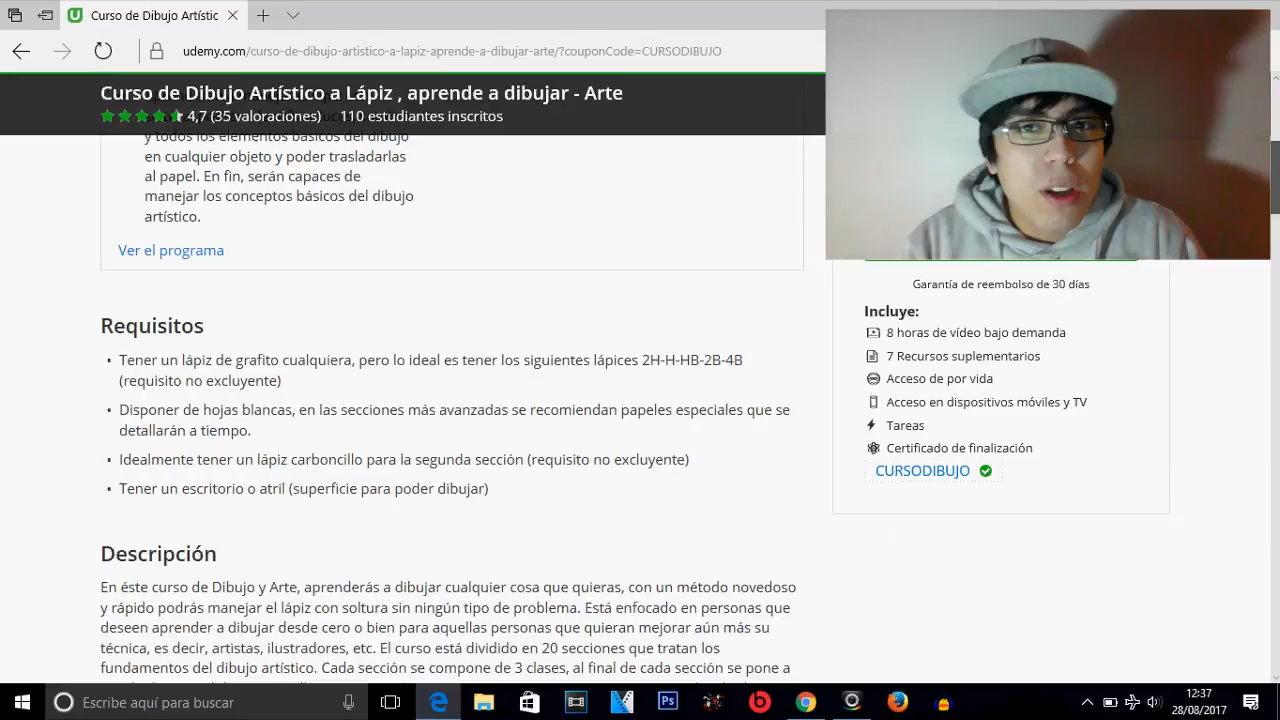 Curso de Dibujo Artístic
udemy.com/curso-de-dibujo-artistico-a-lapiz-aprende-a-dibujar-arte/?couponCode=CURSODIBUJO
Curso de Dibujo Artístico a Lápiz , aprende a dibujar - Arte
4,7 (35 valoraciones) 110 estudiantes inscritos
y todos los elementos básicos del dibujo
en cualquier objeto y poder trasladarlas
al papel. En fin, serán capaces de
manejar los conceptos básicos del dibujo
artístico.
Ver el programa
Requisitos
• Tener un lápiz de grafito cualquiera, pero lo ideal es tener los siguientes lápices 2H-H-HB-2B-4B
(requisito no excluyente)
• Disponer de hojas blancas, en las secciones más avanzadas se recomiendan papeles especiales que se
detallarán a tiempo.
• Idealmente tener un lápiz carboncillo para la segunda sección (requisito no excluyente)
• Tener un escritorio o atríl (superficie para poder dibujar)
Descripción
En éste curso de Dibujo y Arte, aprenderás a dibujar cualquier cosa que quieras, con un método novedoso
y rápido podrás manejar el lápiz con soltura sin ningún tipo de problema. Está enfocado en personas que
deseen aprender a dibujar desde cero o bien para aquellas personas que quieran mejorar aún más su
técnica, es decir, artistas, ilustradores, etc. El curso está dividido en 20 secciones que tratan los
fundamentos del dibujo artístico. Cada sección se compone de 3 clases, al final de cada sección se pone a
Garantía de reembolso de 30 días
Incluye:
8 horas de vídeo bajo demanda
7 Recursos suplementarios
Acceso de por vida
Acceso en dispositivos móviles y TV
Tareas
Certificado de finalización
CURSODIBUJO
Escribe aquí para buscar
Ps
12:37
28/08/2017